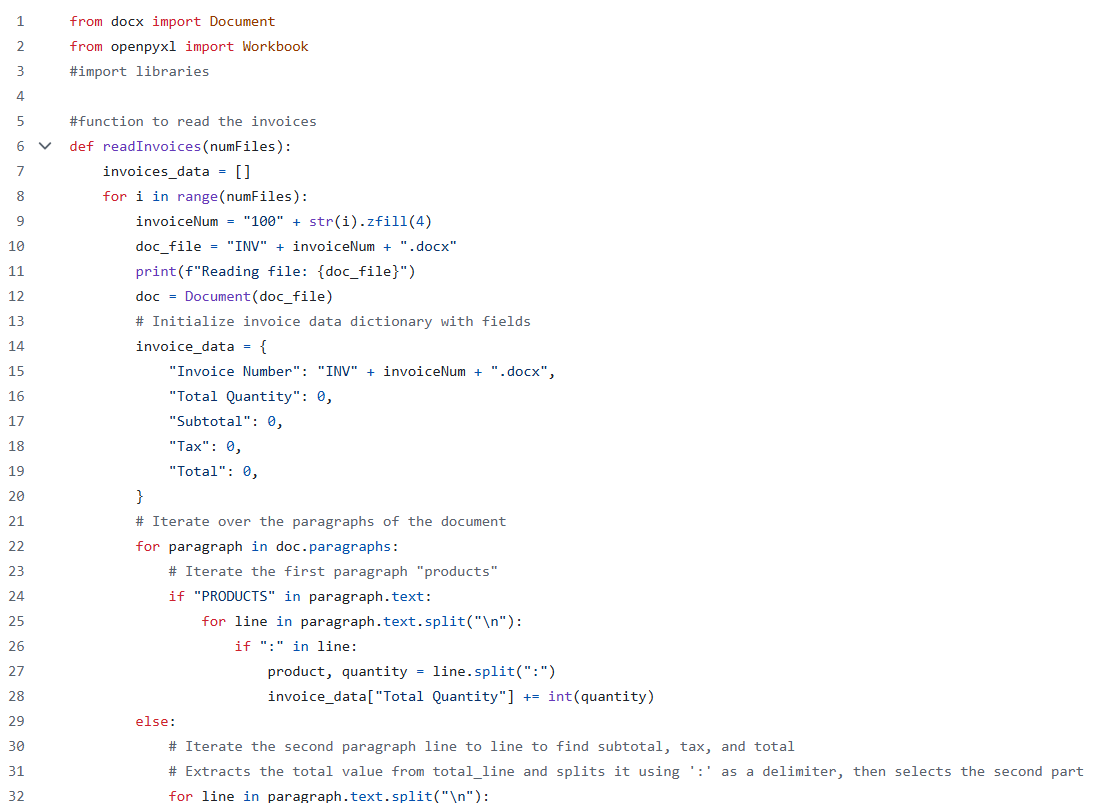 1 from docx import Document
2 from openpyxl import Workbook
3 #import libraries
4
5 #function to read the invoices
6 def readInvoices(numFiles):
7     invoices_data = []
8     for i in range(numFiles):
9         invoiceNum = "100" + str(i).zfill(4)
10         doc_file = "INV" + invoiceNum + ".docx"
11         print(f"Reading file: {doc_file}")
12         doc = Document(doc_file)
13         # Initialize invoice data dictionary with fields
14         invoice_data = {
15             "Invoice Number": "INV" + invoiceNum + ".docx",
16             "Total Quantity": 0,
17             "Subtotal": 0,
18             "Tax": 0,
19             "Total": 0,
20         }
21         # Iterate over the paragraphs of the document
22         for paragraph in doc.paragraphs:
23             # Iterate the first paragraph "products"
24             if "PRODUCTS" in paragraph.text:
25                 for line in paragraph.text.split("\n"):
26                     if ":" in line:
27                         product, quantity = line.split(":")
28                         invoice_data["Total Quantity"] += int(quantity)
29         else:
30             # Iterate the second paragraph line to line to find subtotal, tax, and total
31             # Extracts the total value from total_line and splits it using ':' as a delimiter, then selects the second part
32             for line in paragraph.text.split("\n"):